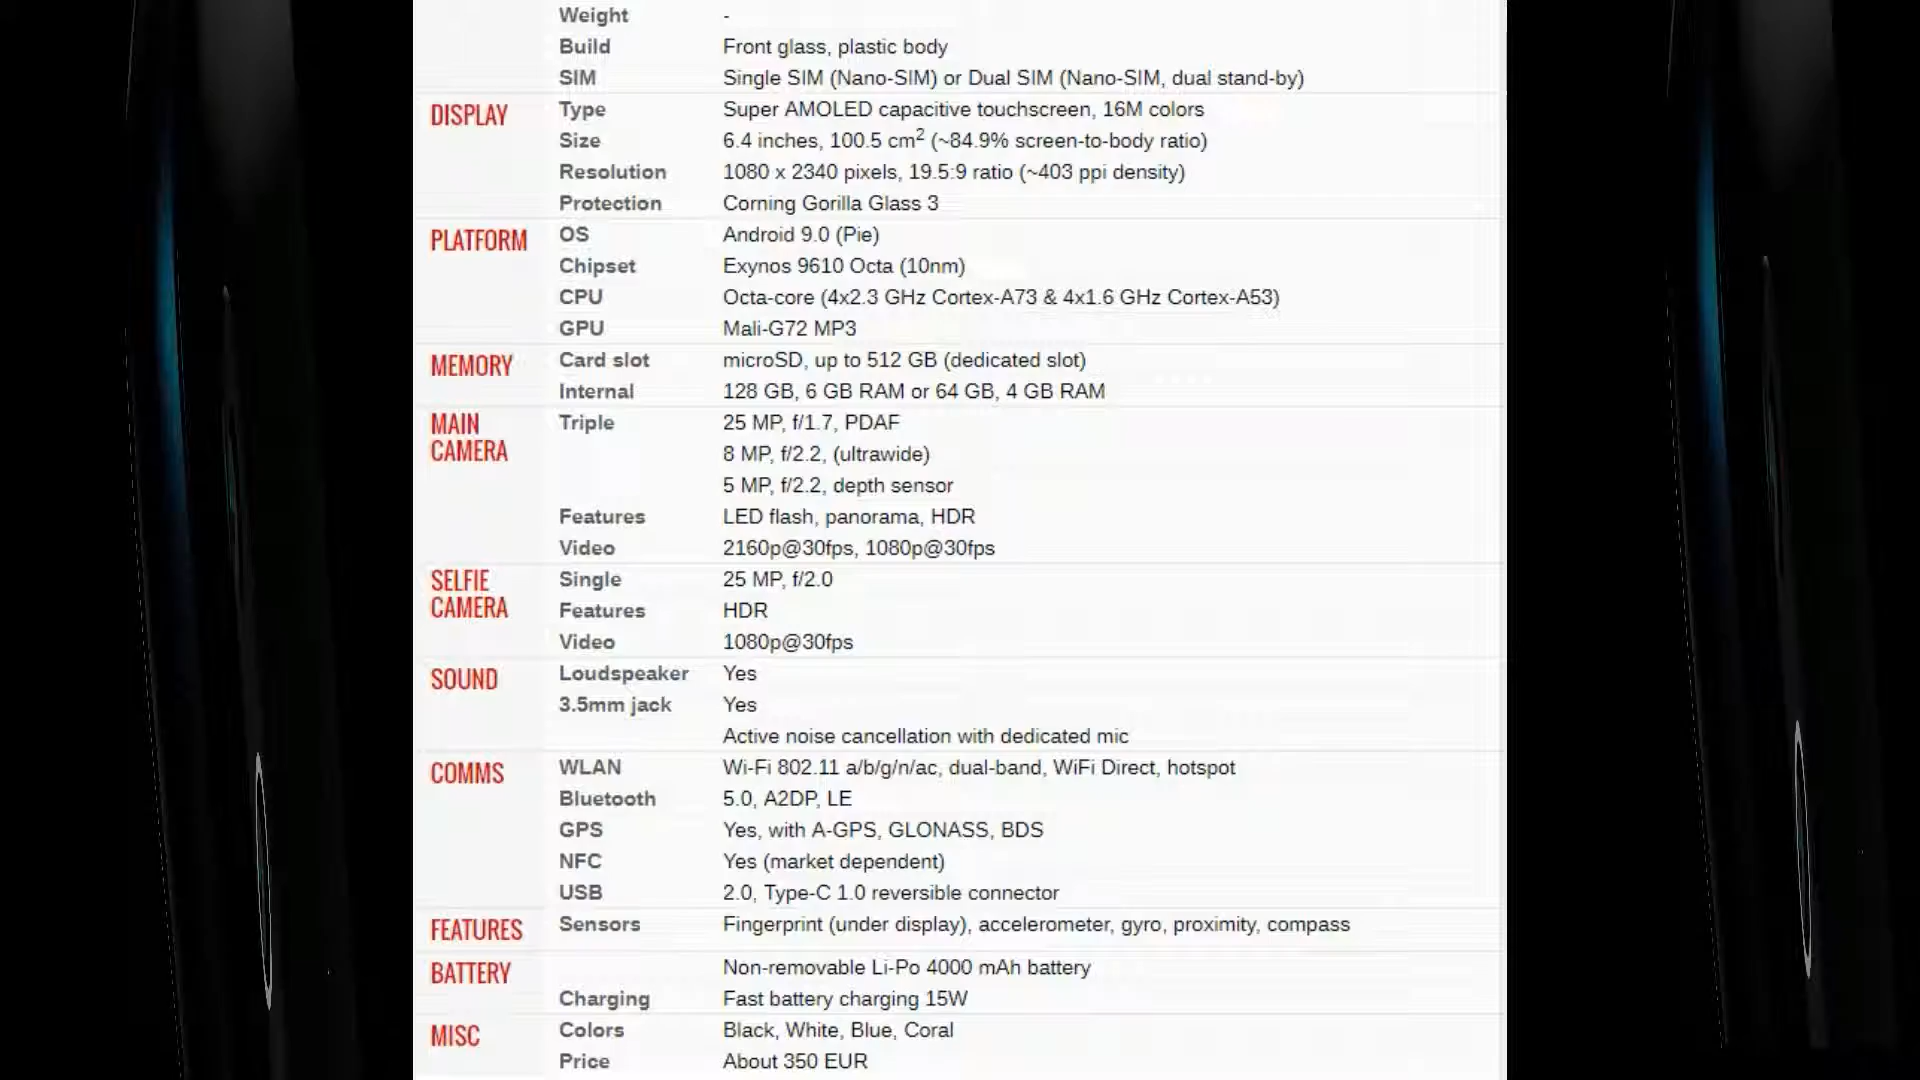 Weight -
Build Front glass, plastic body
SIM Single SIM (Nano-SIM) or Dual SIM (Nano-SIM, dual stand-by)
DISPLAY Type Super AMOLED capacitive touchscreen, 16M colors
Size 6.4 inches, 100.5 cm² (~84.9% screen-to-body ratio)
Resolution 1080 x 2340 pixels, 19.5:9 ratio (~403 ppi density)
Protection Corning Gorilla Glass 3
PLATFORM OS Android 9.0 (Pie)
Chipset Exynos 9610 Octa (10nm)
CPU Octa-core (4x2.3 GHz Cortex-A73 & 4x1.6 GHz Cortex-A53)
GPU Mali-G72 MP3
MEMORY Card slot microSD, up to 512 GB (dedicated slot)
Internal 128 GB, 6 GB RAM or 64 GB, 4 GB RAM
MAIN CAMERA Triple 25 MP, f/1.7, PDAF
8 MP, f/2.2, (ultrawide)
5 MP, f/2.2, depth sensor
Features LED flash, panorama, HDR
Video 2160p@30fps, 1080p@30fps
SELFIE CAMERA Single 25 MP, f/2.0
Features HDR
Video 1080p@30fps
SOUND Loudspeaker Yes
3.5mm jack Yes
Active noise cancellation with dedicated mic
COMMS WLAN Wi-Fi 802.11 a/b/g/n/ac, dual-band, WiFi Direct, hotspot
Bluetooth 5.0, A2DP, LE
GPS Yes, with A-GPS, GLONASS, BDS
NFC Yes (market dependent)
USB 2.0, Type-C 1.0 reversible connector
FEATURES Sensors Fingerprint (under display), accelerometer, gyro, proximity, compass
BATTERY Non-removable Li-Po 4000 mAh battery
Charging Fast battery charging 15W
MISC Colors Black, White, Blue, Coral
Price About 350 EUR